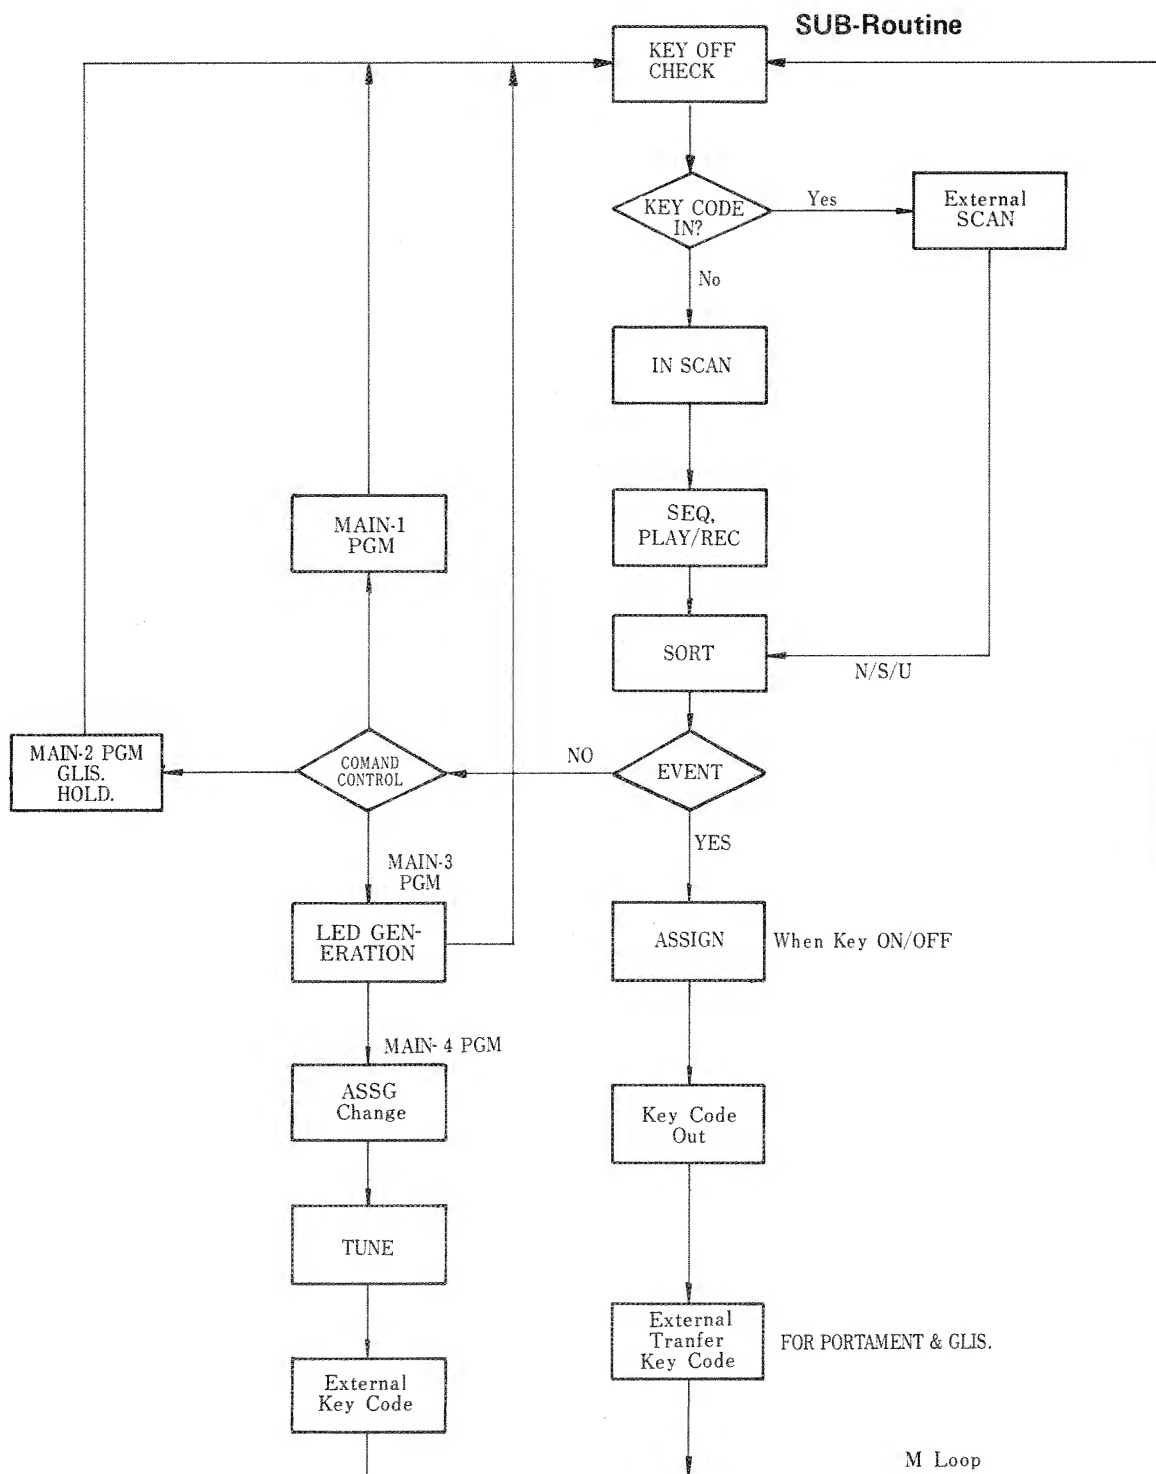 SUB-Routine
KEY OFF
CHECK
KEY CODE
IN?
Yes
External
SCAN
No
IN SCAN
SEQ,
PLAY/REC
MAIN-1
PGM
SORT
N/S/U
MAIN-2 PGM
GLIS.
HOLD.
COMAND
CONTROL
NO
EVENT
YES
MAIN-3
PGM
LED GEN-
ERATION
ASSIGN
When Key ON/OFF
MAIN- 4 PGM
ASSG
Change
Key Code
Out
TUNE
External
Tranfer
Key Code
FOR PORTAMENT & GLIS.
External
Key Code
M Loop